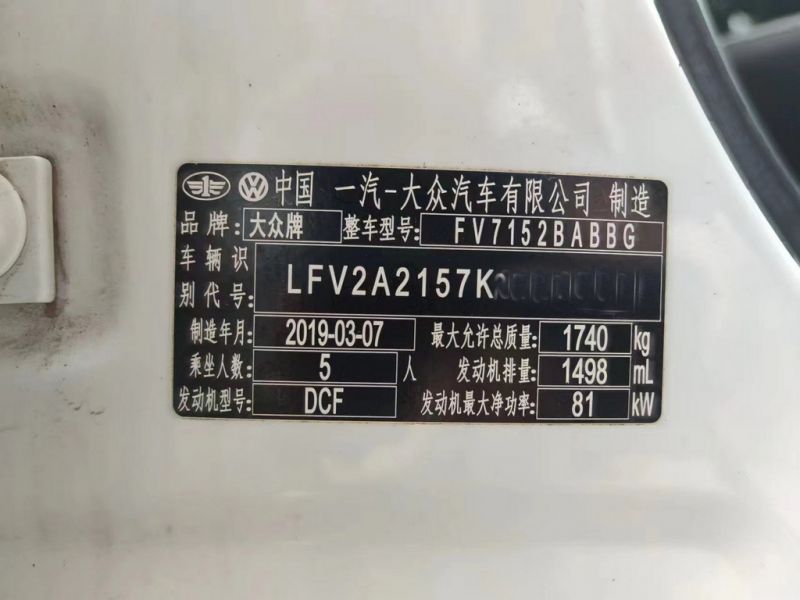 中国 一汽-大众汽车有限公司 制造
品牌: 大众牌 整车型号: FV7152BABBG
车辆识别代号: LFV2A2157K
制造年月: 2019-03-07 最大允许总质量: 1740 kg
乘坐人数: 5 人 发动机排量: 1498 mL
发动机型号: DCF 发动机最大净功率: 81 kW